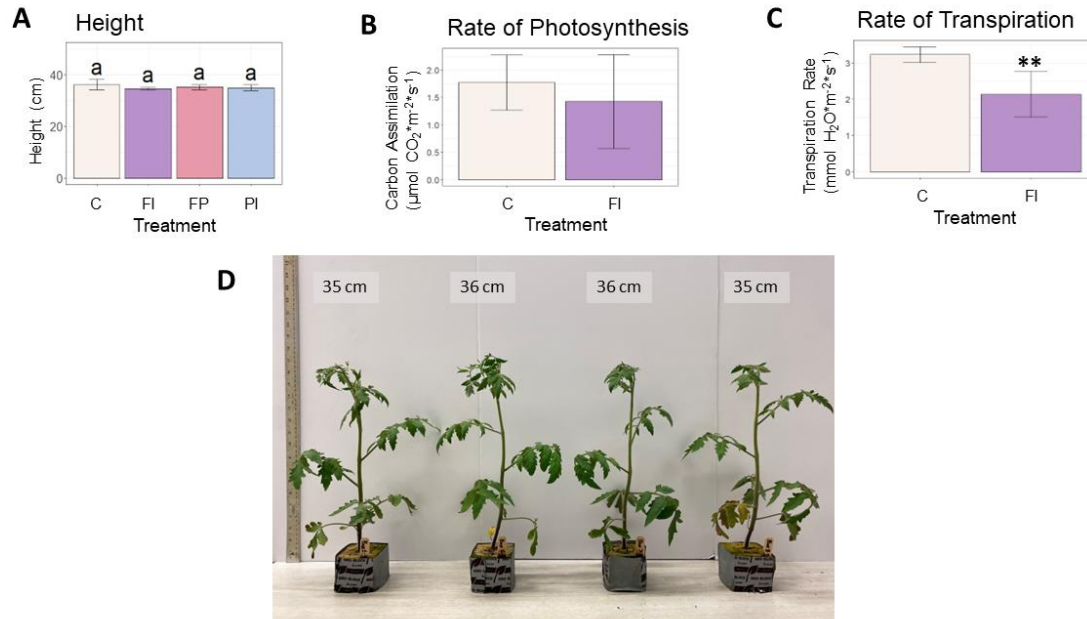 A
Height
a a a a
Height (cm)
40
20
0
C FI FP PI
Treatment
B
Rate of Photosynthesis
Carbon Assimilation
(µmol CO₂*m⁻²*s⁻¹)
2.0
1.5
1.0
0.5
0.0
C FI
Treatment
C
Rate of Transpiration
**
Transpiration Rate
(mmol H₂O*m⁻²*s⁻¹)
3
2
1
0
C FI
Treatment
D
35 cm 36 cm 36 cm 35 cm